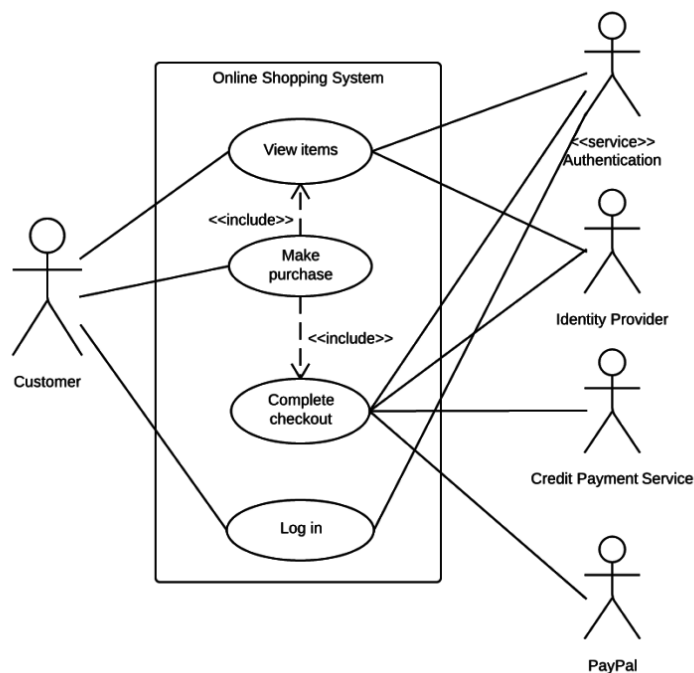 Online Shopping System
View items
<<service>>
Authentication
<<include>>
Make
purchase
Identity Provider
<<include>>
Customer
Complete
checkout
Credit Payment Service
Log in
PayPal